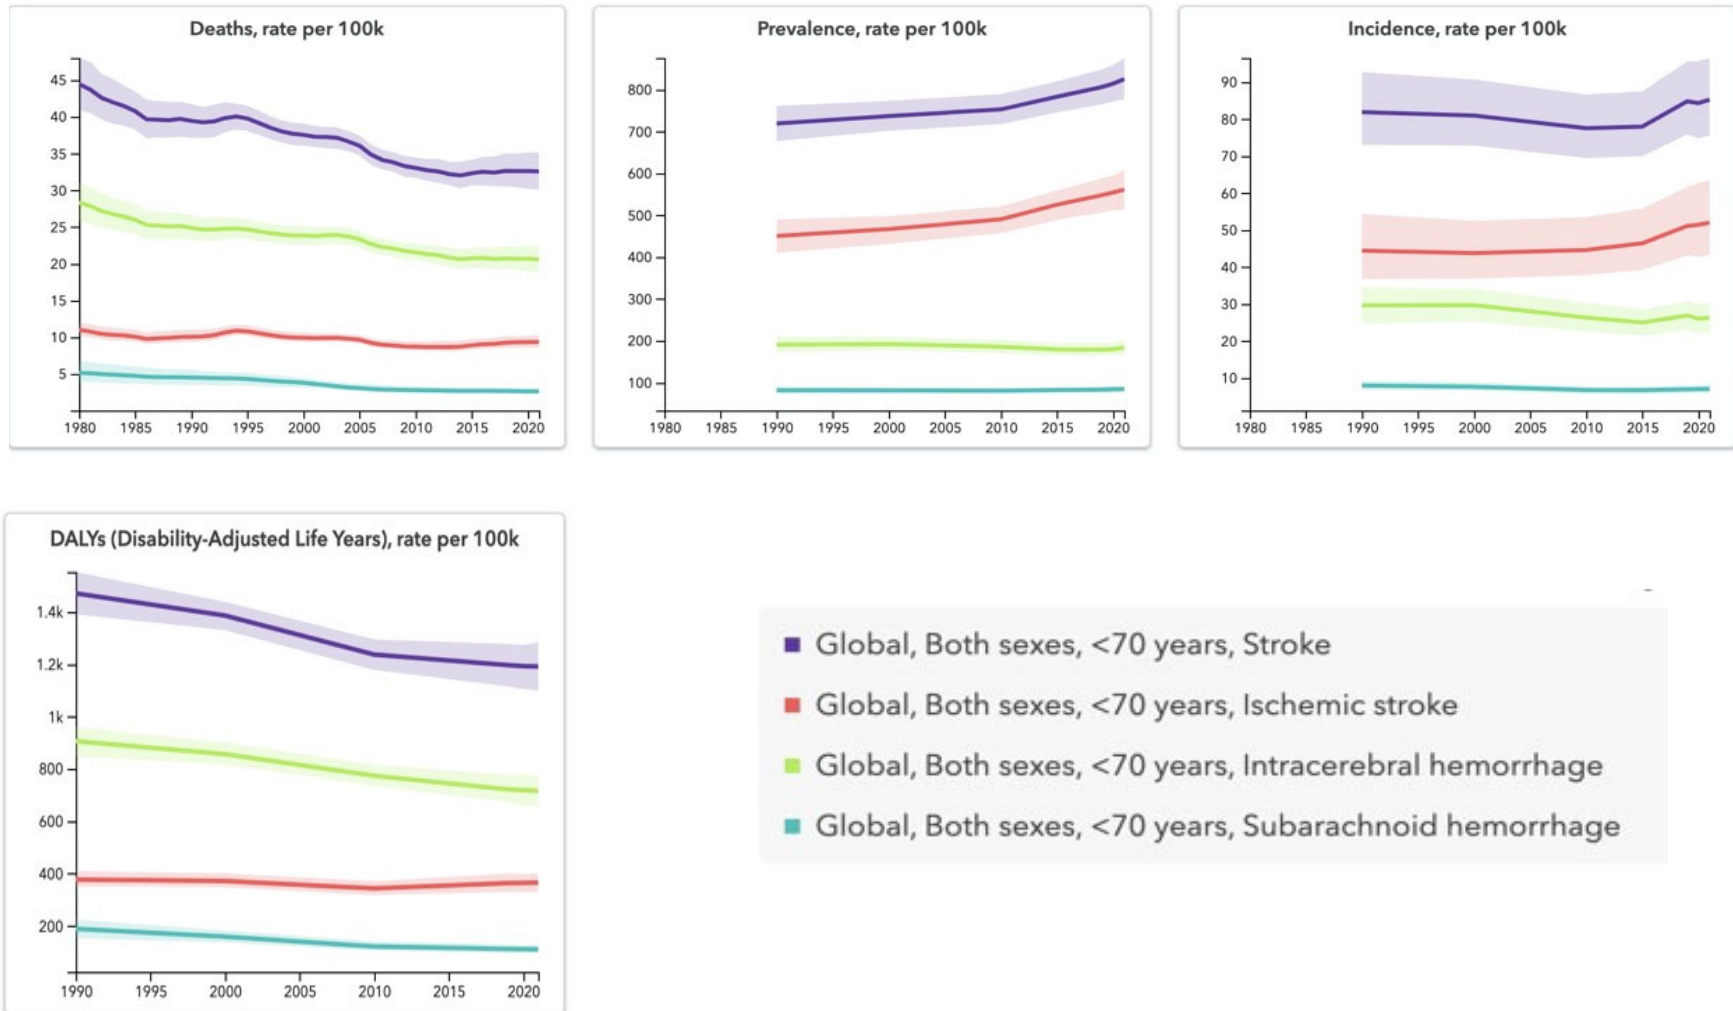 Deaths, rate per 100k
45
40
35
30
25
20
15
10
5
1980 1985 1990 1995 2000 2005 2010 2015 2020
Prevalence, rate per 100k
800
700
600
500
400
300
200
100
1980 1985 1990 1995 2000 2005 2010 2015 2020
Incidence, rate per 100k
90
80
70
60
50
40
30
20
10
1980 1985 1990 1995 2000 2005 2010 2015 2020
DALYs (Disability-Adjusted Life Years), rate per 100k
1.4k
1.2k
1k
800
600
400
200
1990 1995 2000 2005 2010 2015 2020
Global, Both sexes, <70 years, Stroke
Global, Both sexes, <70 years, Ischemic stroke
Global, Both sexes, <70 years, Intracerebral hemorrhage
Global, Both sexes, <70 years, Subarachnoid hemorrhage